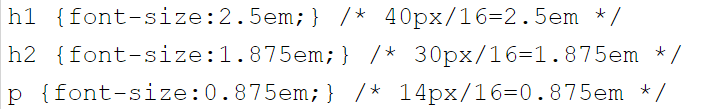 h1 {font-size:2.5em;} /* 40px/16=2.5em */
h2 {font-size:1.875em;} /* 30px/16=1.875em */
p {font-size:0.875em;} /* 14px/16=0.875em */